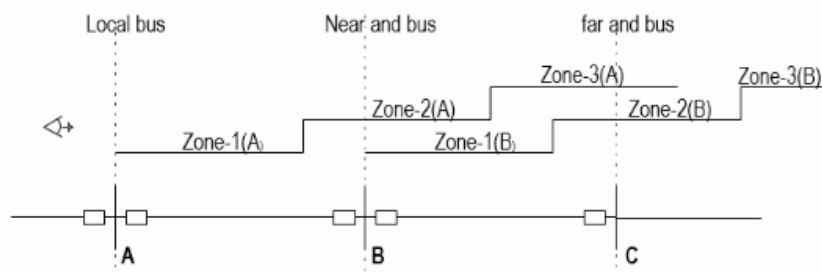 Local bus Near and bus far and bus
Zone-3(A) Zone-3(B)
Zone-2(A) Zone-2(B)
Zone-1(A) Zone-1(B)
A B C